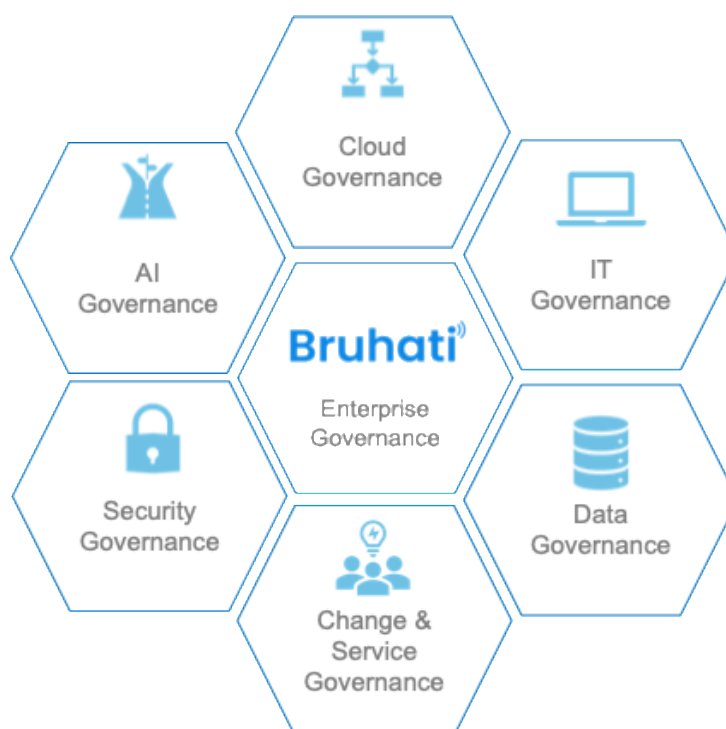 Cloud
Governance
AI
Governance
IT
Governance
Bruhati
Enterprise
Governance
Security
Governance
Data
Governance
Change &
Service
Governance